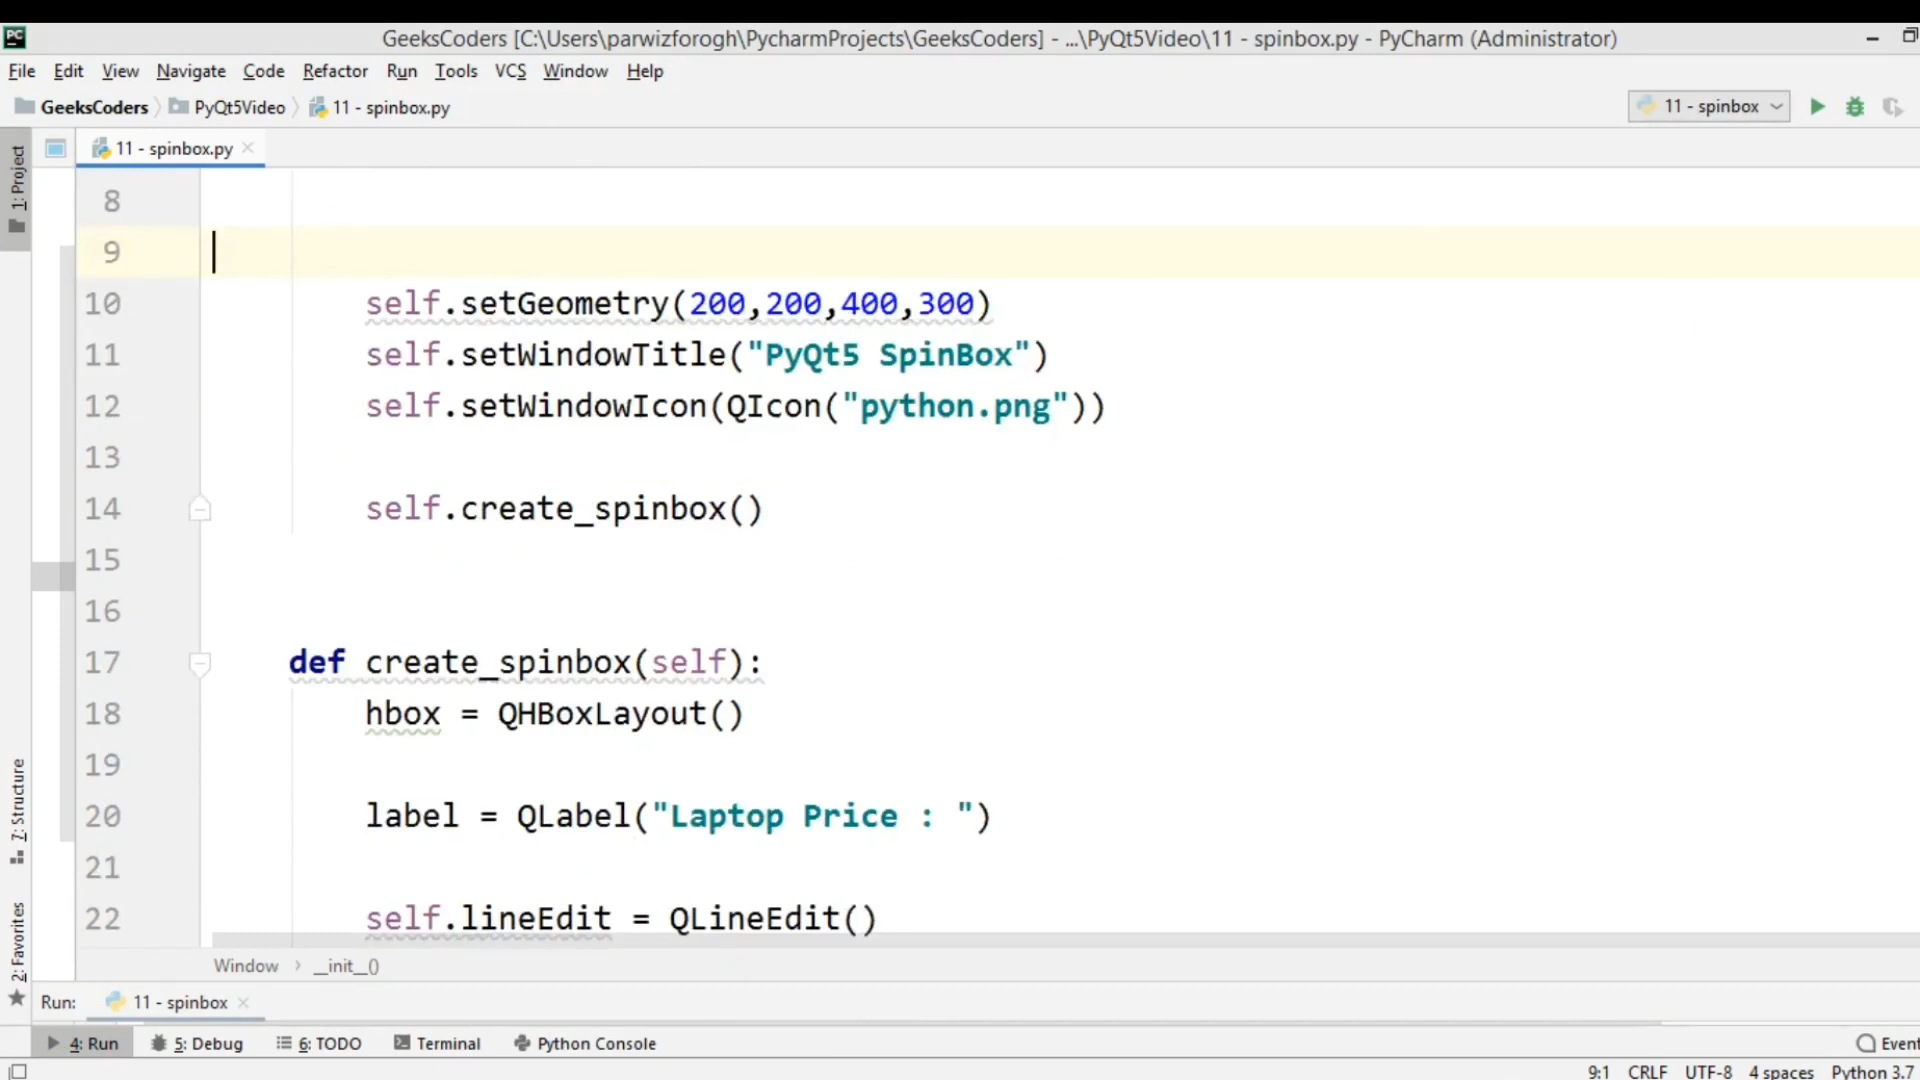 PC
GeeksCoders [C:\Users\parwizforogh\PycharmProjects\GeeksCoders] - ...\PyQt5Video\11 - spinbox.py - PyCharm (Administrator)
File Edit View Navigate Code Refactor Run Tools VCS Window Help
GeeksCoders PyQt5Video 11 - spinbox.py
11 - spinbox
1: Project
11 - spinbox.py
8
9
10 self.setGeometry(200,200,400,300)
11 self.setWindowTitle("PyQt5 SpinBox")
12 self.setWindowIcon(QIcon("python.png"))
13
14 self.create_spinbox()
15
16
17 def create_spinbox(self):
18 hbox = QHBoxLayout()
19
20 label = QLabel("Laptop Price : ")
21
22 self.lineEdit = QLineEdit()
7: Structure
2: Favorites
Window › __init__()
Run: 11 - spinbox
4: Run 5: Debug 6: TODO Terminal Python Console Event
9:1 CRLF UTF-8 4 spaces Python 3.7